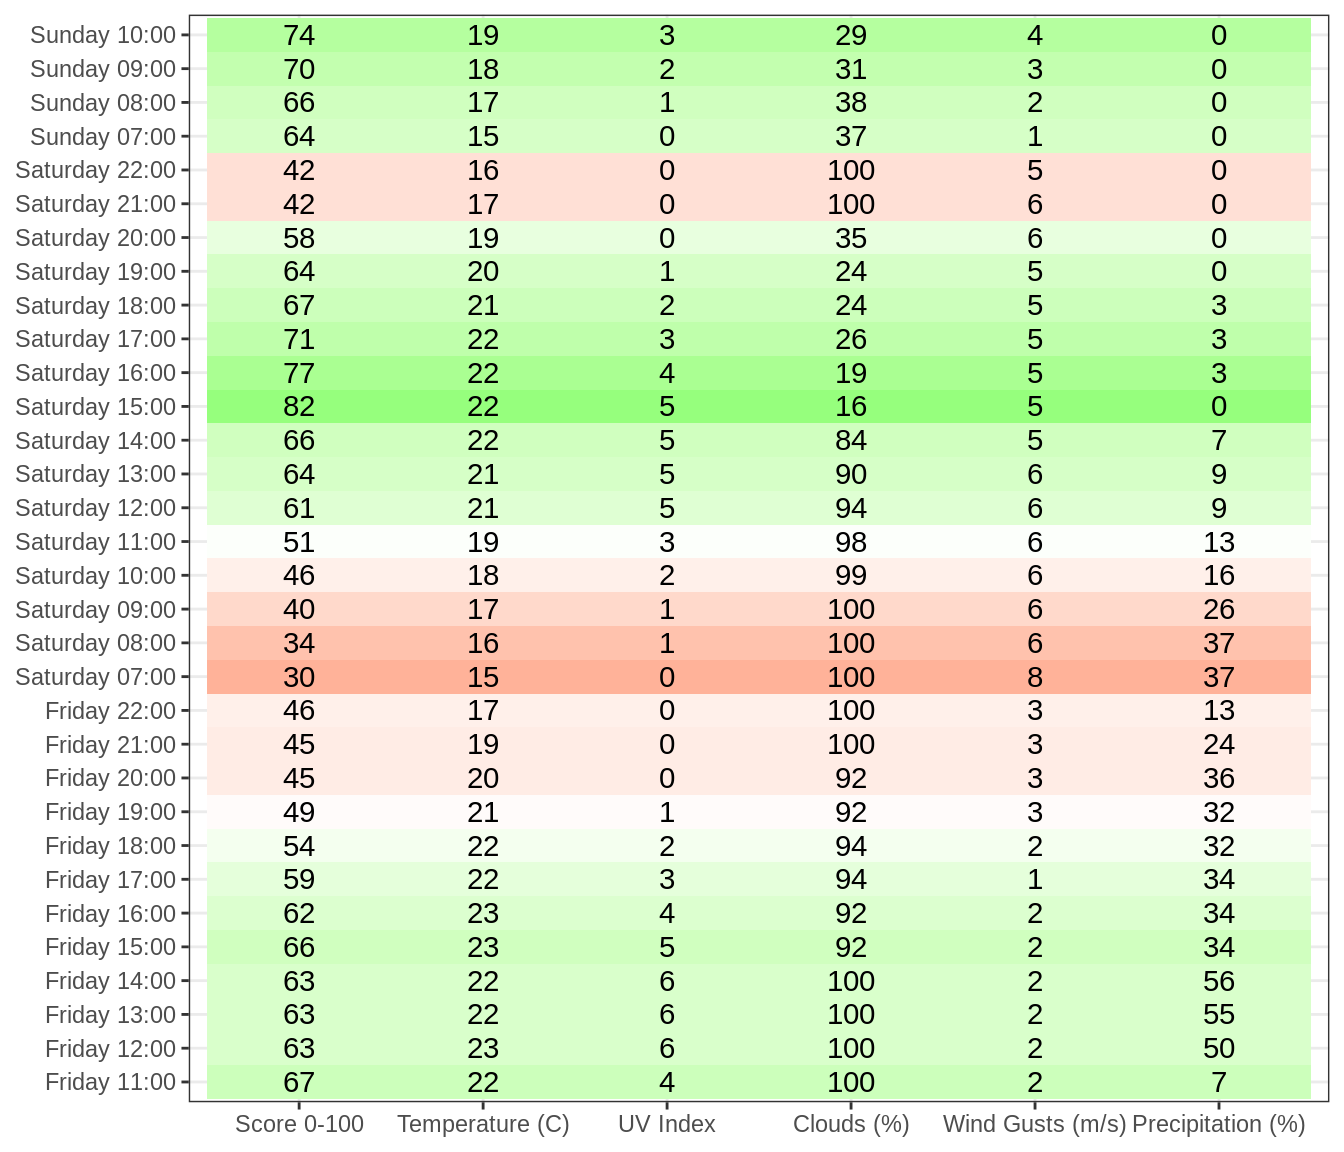 Sunday 10:00 74 19 3 29 4 0
Sunday 09:00 70 18 2 31 3 0
Sunday 08:00 66 17 1 38 2 0
Sunday 07:00 64 15 0 37 1 0
Saturday 22:00 42 16 0 100 5 0
Saturday 21:00 42 17 0 100 6 0
Saturday 20:00 58 19 0 35 6 0
Saturday 19:00 64 20 1 24 5 0
Saturday 18:00 67 21 2 24 5 3
Saturday 17:00 71 22 3 26 5 3
Saturday 16:00 77 22 4 19 5 3
Saturday 15:00 82 22 5 16 5 0
Saturday 14:00 66 22 5 84 5 7
Saturday 13:00 64 21 5 90 6 9
Saturday 12:00 61 21 5 94 6 9
Saturday 11:00 51 19 3 98 6 13
Saturday 10:00 46 18 2 99 6 16
Saturday 09:00 40 17 1 100 6 26
Saturday 08:00 34 16 1 100 6 37
Saturday 07:00 30 15 0 100 8 37
Friday 22:00 46 17 0 100 3 13
Friday 21:00 45 19 0 100 3 24
Friday 20:00 45 20 0 92 3 36
Friday 19:00 49 21 1 92 3 32
Friday 18:00 54 22 2 94 2 32
Friday 17:00 59 22 3 94 1 34
Friday 16:00 62 23 4 92 2 34
Friday 15:00 66 23 5 92 2 34
Friday 14:00 63 22 6 100 2 56
Friday 13:00 63 22 6 100 2 55
Friday 12:00 63 23 6 100 2 50
Friday 11:00 67 22 4 100 2 7
Score 0-100 Temperature (C) UV Index Clouds (%) Wind Gusts (m/s) Precipitation (%)